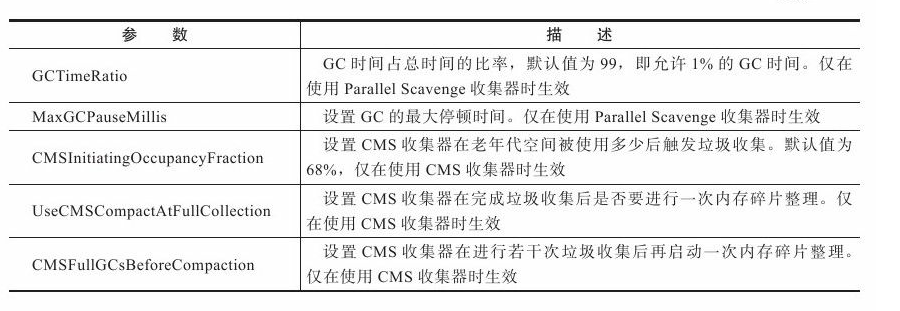 参　数　描　述
GCTimeRatio　GC 时间占总时间的比率，默认值为 99，即允许 1% 的 GC 时间。仅在
使用 Parallel Scavenge 收集器时生效
MaxGCPauseMillis　设置 GC 的最大停顿时间。仅在使用 Parallel Scavenge 收集器时生效
CMSInitiatingOccupancyFraction　设置 CMS 收集器在老年代空间被使用多少后触发垃圾收集。默认值为
68%，仅在使用 CMS 收集器时生效
UseCMSCompactAtFullCollection　设置 CMS 收集器在完成垃圾收集后是否要进行一次内存碎片整理。仅
在使用 CMS 收集器时生效
CMSFullGCsBeforeCompaction　设置 CMS 收集器在进行若干次垃圾收集后再启动一次内存碎片整理。
仅在使用 CMS 收集器时生效